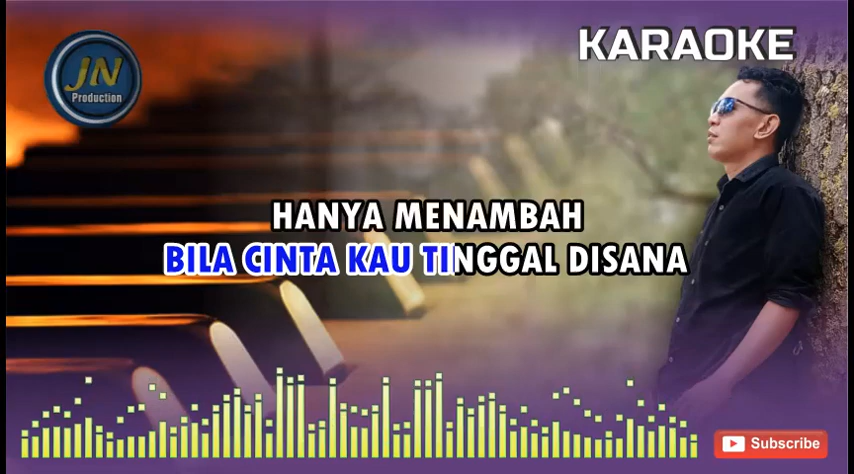 JN
Production
KARAOKE
HANYA MENAMBAH
BILA CINTA KAU TINGGAL DISANA
Subscribe